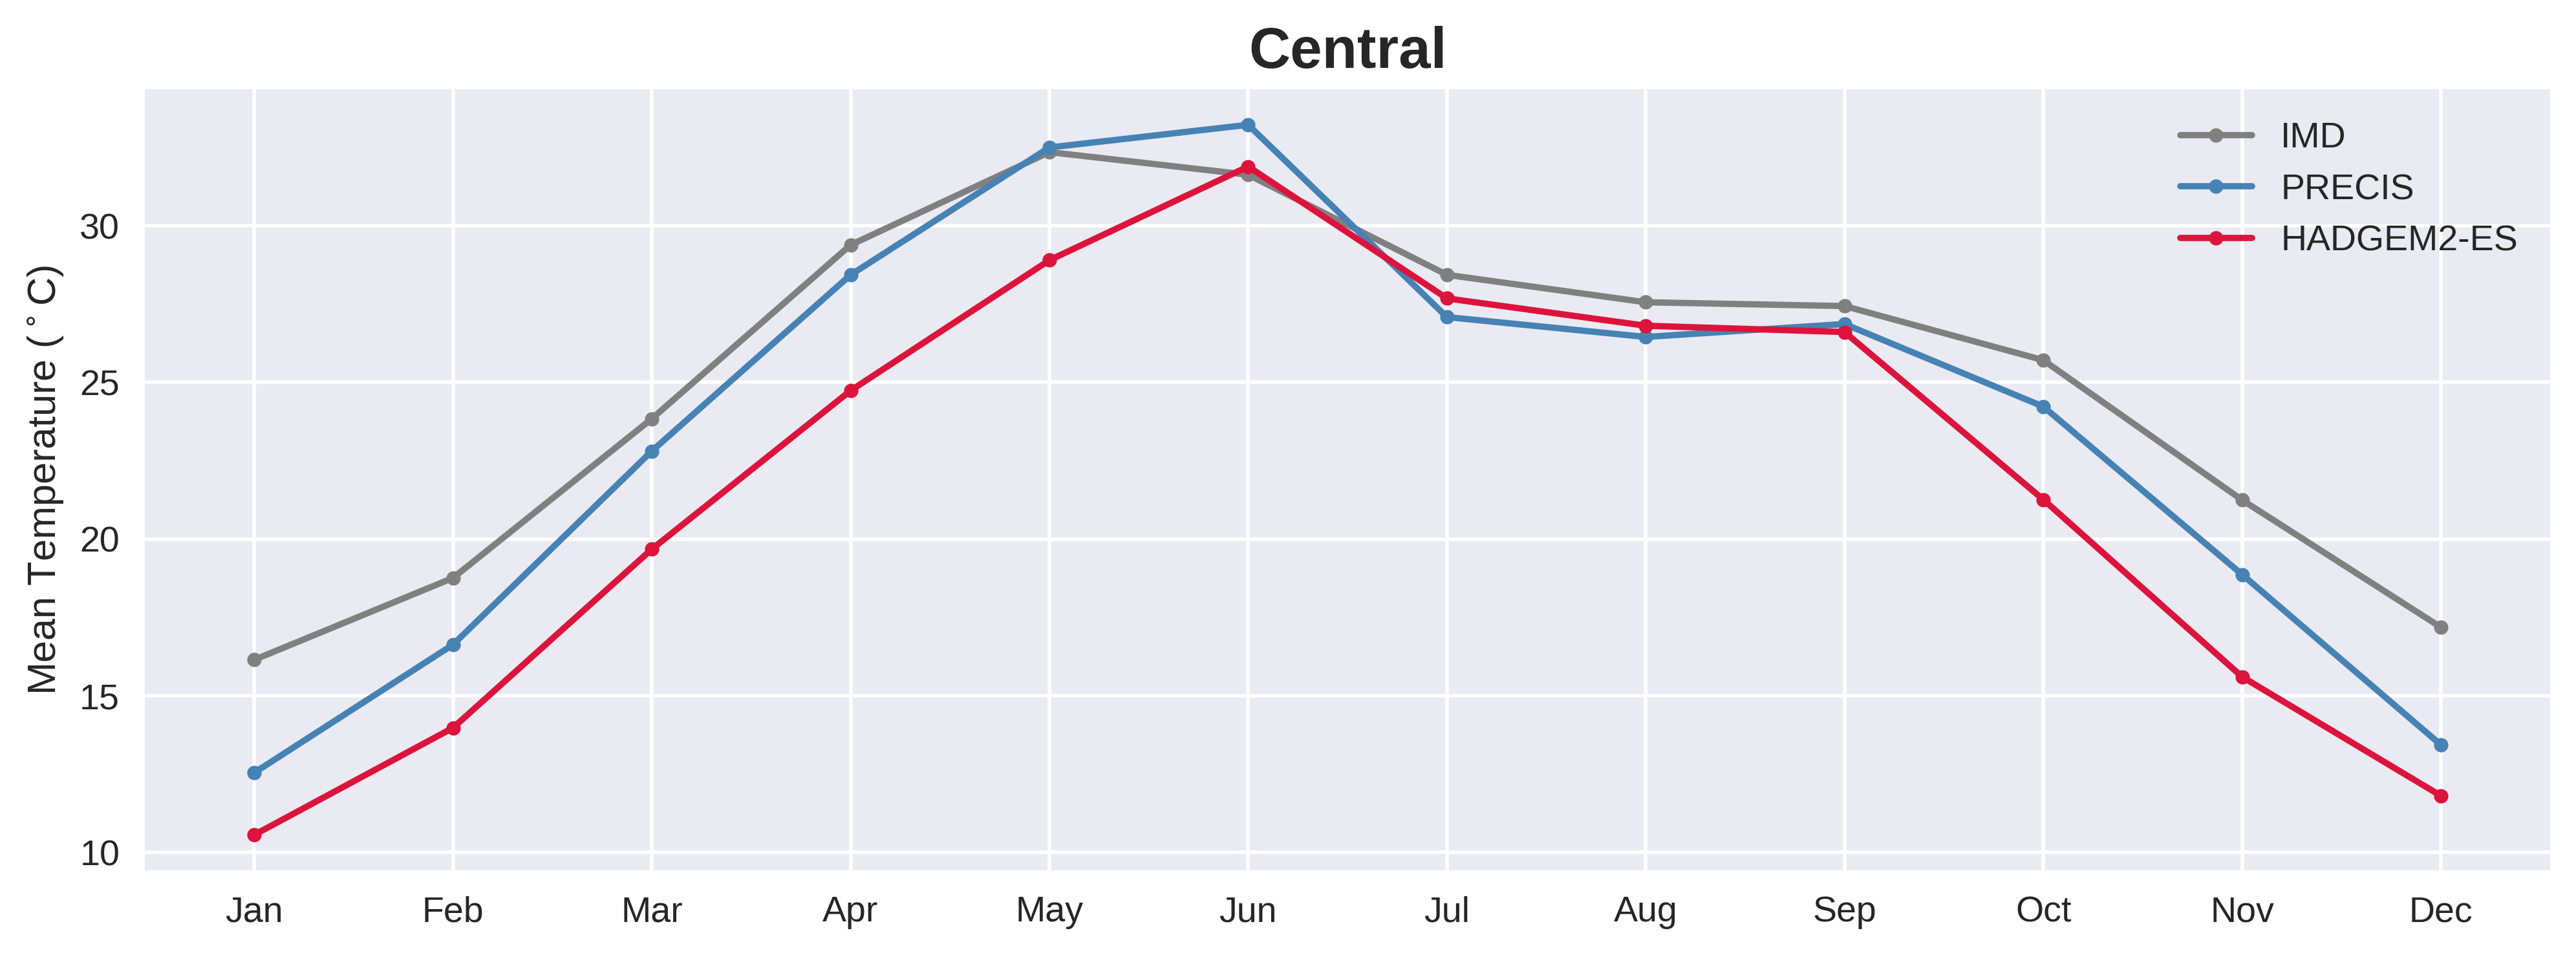 Central
Mean Temperature (˚ C)
30
25
20
15
10
Jan Feb Mar Apr May Jun Jul Aug Sep Oct Nov Dec
IMD
PRECIS
HADGEM2-ES